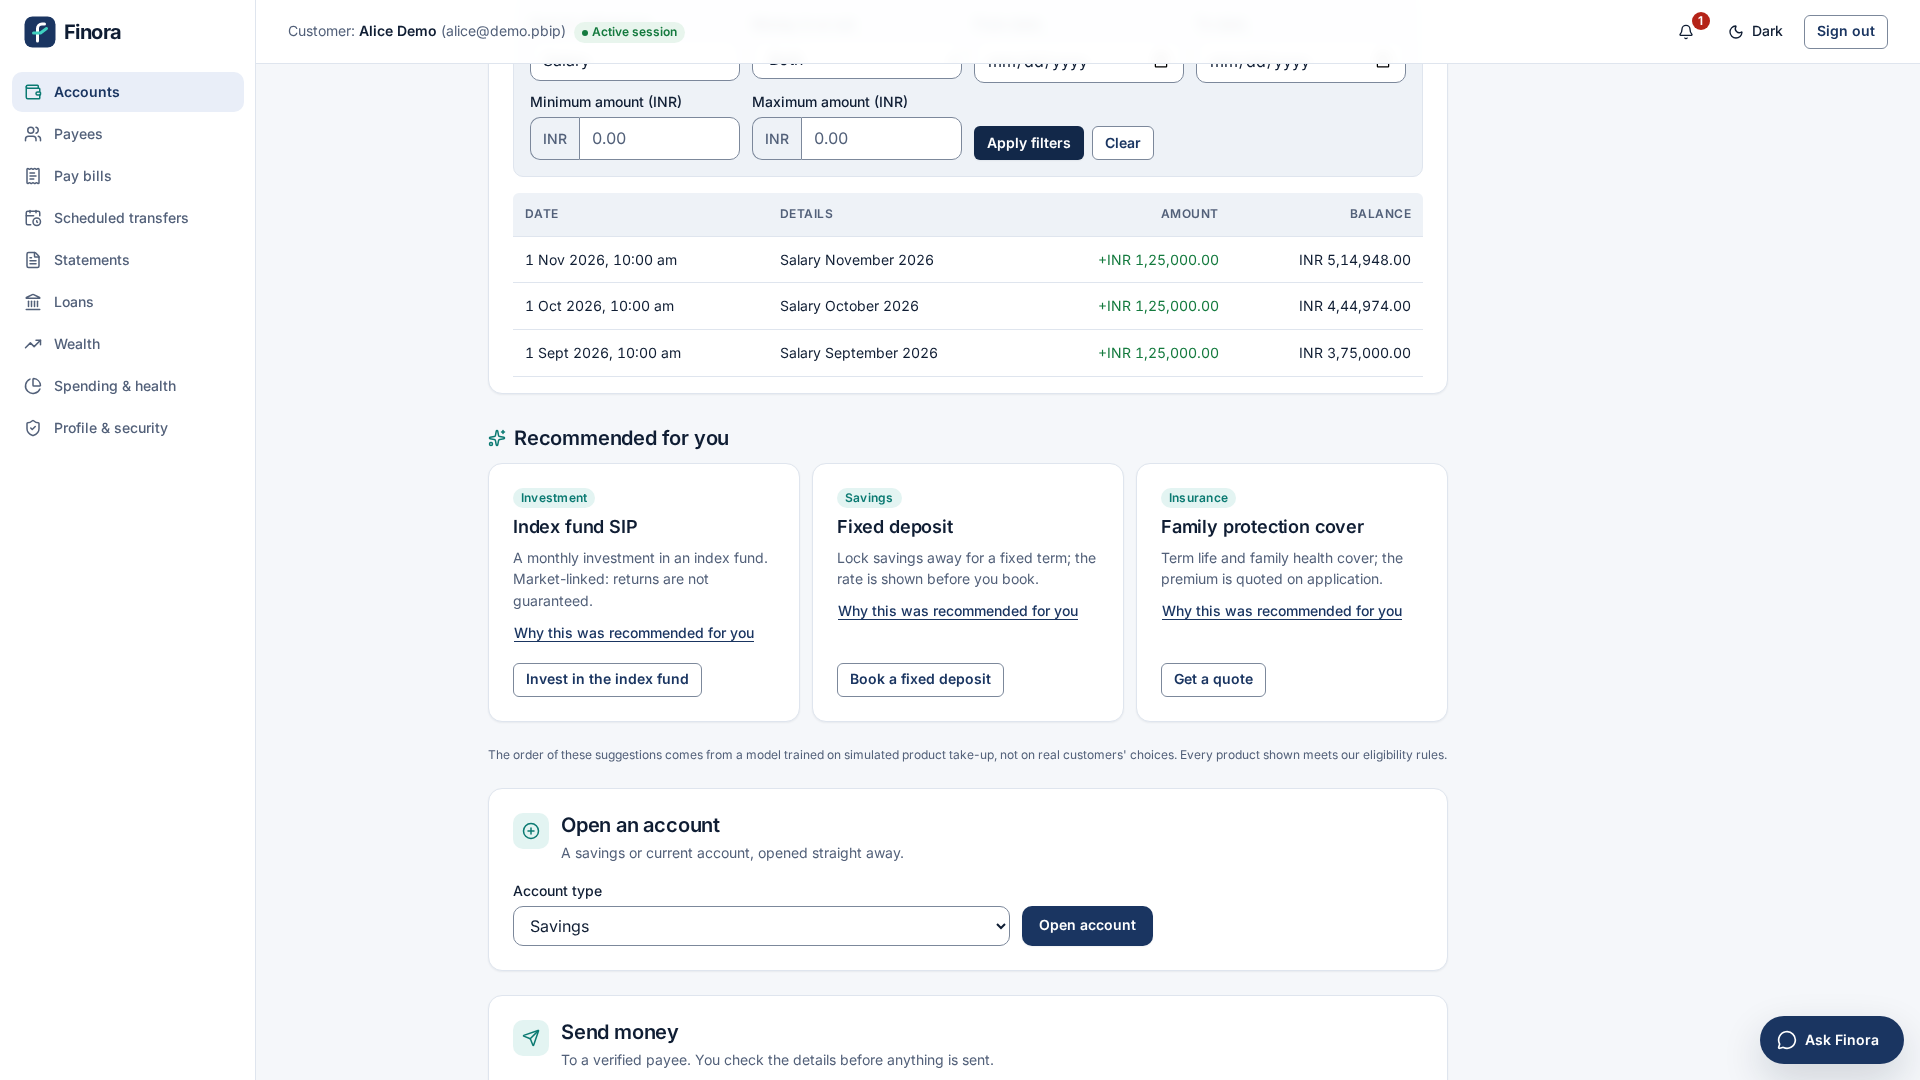 Finora
Customer: Alice Demo (alice@demo.pbip)
Active session
1
Dark
Sign out
Accounts
Payees
Pay bills
Scheduled transfers
Statements
Loans
Wealth
Spending & health
Profile & security
Salary
Both
mm/dd/yyyy
mm/dd/yyyy
Minimum amount (INR)
Maximum amount (INR)
INR 0.00
INR 0.00
Apply filters
Clear
DATE DETAILS AMOUNT BALANCE
1 Nov 2026, 10:00 am Salary November 2026 +INR 1,25,000.00 INR 5,14,948.00
1 Oct 2026, 10:00 am Salary October 2026 +INR 1,25,000.00 INR 4,44,974.00
1 Sept 2026, 10:00 am Salary September 2026 +INR 1,25,000.00 INR 3,75,000.00
Recommended for you
Investment
Index fund SIP
A monthly investment in an index fund.
Market-linked: returns are not
guaranteed.
Why this was recommended for you
Invest in the index fund
Savings
Fixed deposit
Lock savings away for a fixed term; the
rate is shown before you book.
Why this was recommended for you
Book a fixed deposit
Insurance
Family protection cover
Term life and family health cover; the
premium is quoted on application.
Why this was recommended for you
Get a quote
The order of these suggestions comes from a model trained on simulated product take-up, not on real customers' choices. Every product shown meets our eligibility rules.
Open an account
A savings or current account, opened straight away.
Account type
Savings
Open account
Send money
To a verified payee. You check the details before anything is sent.
Ask Finora